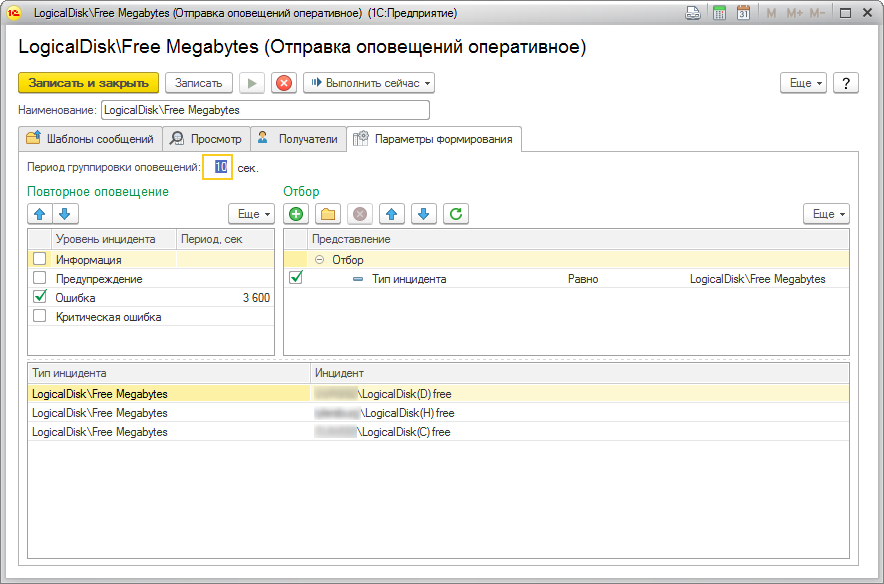 LogicalDisk\Free Megabytes (Отправка оповещений оперативное) (1С:Предприятие)
31 M M+ M-
LogicalDisk\Free Megabytes (Отправка оповещений оперативное)
Записать и закрыть Записать Выполнить сейчас Еще ?
Наименование: LogicalDisk\Free Megabytes
Шаблоны сообщений Просмотр Получатели Параметры формирования
Период группировки оповещений: 10 сек.
Повторное оповещение Отбор
Еще Еще
Уровень инцидента Период, сек Представление
Информация Отбор
Предупреждение Тип инцидента Равно LogicalDisk\Free Megabytes
Ошибка 3 600
Критическая ошибка
Тип инцидента Инцидент
LogicalDisk\Free Megabytes \LogicalDisk(D) free
LogicalDisk\Free Megabytes \LogicalDisk(H) free
LogicalDisk\Free Megabytes \LogicalDisk(C) free